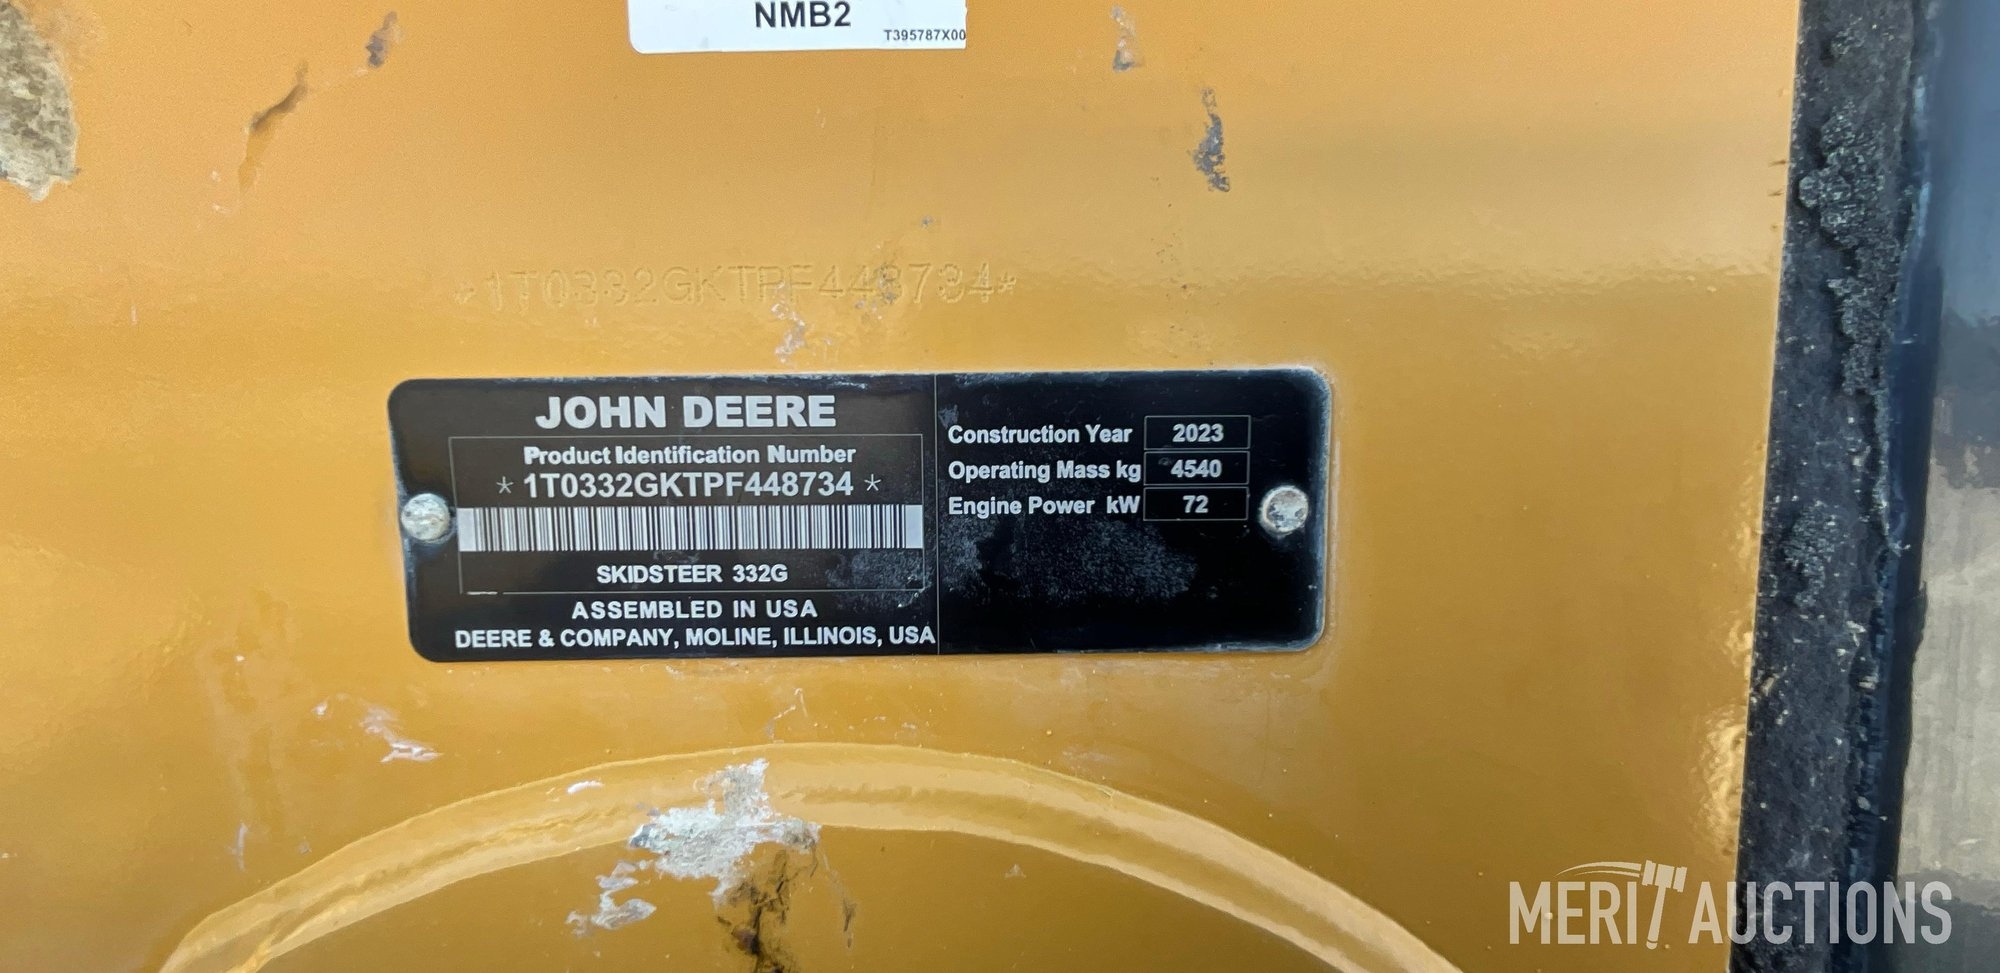 NMB2
T395787X00
*1T0332GKTPF448734*
JOHN DEERE
Product Identification Number
* 1T0332GKTPF448734 *
SKIDSTEER 332G
ASSEMBLED IN USA
DEERE & COMPANY, MOLINE, ILLINOIS, USA
Construction Year 2023
Operating Mass kg 4540
Engine Power kW 72
MERIT AUCTIONS